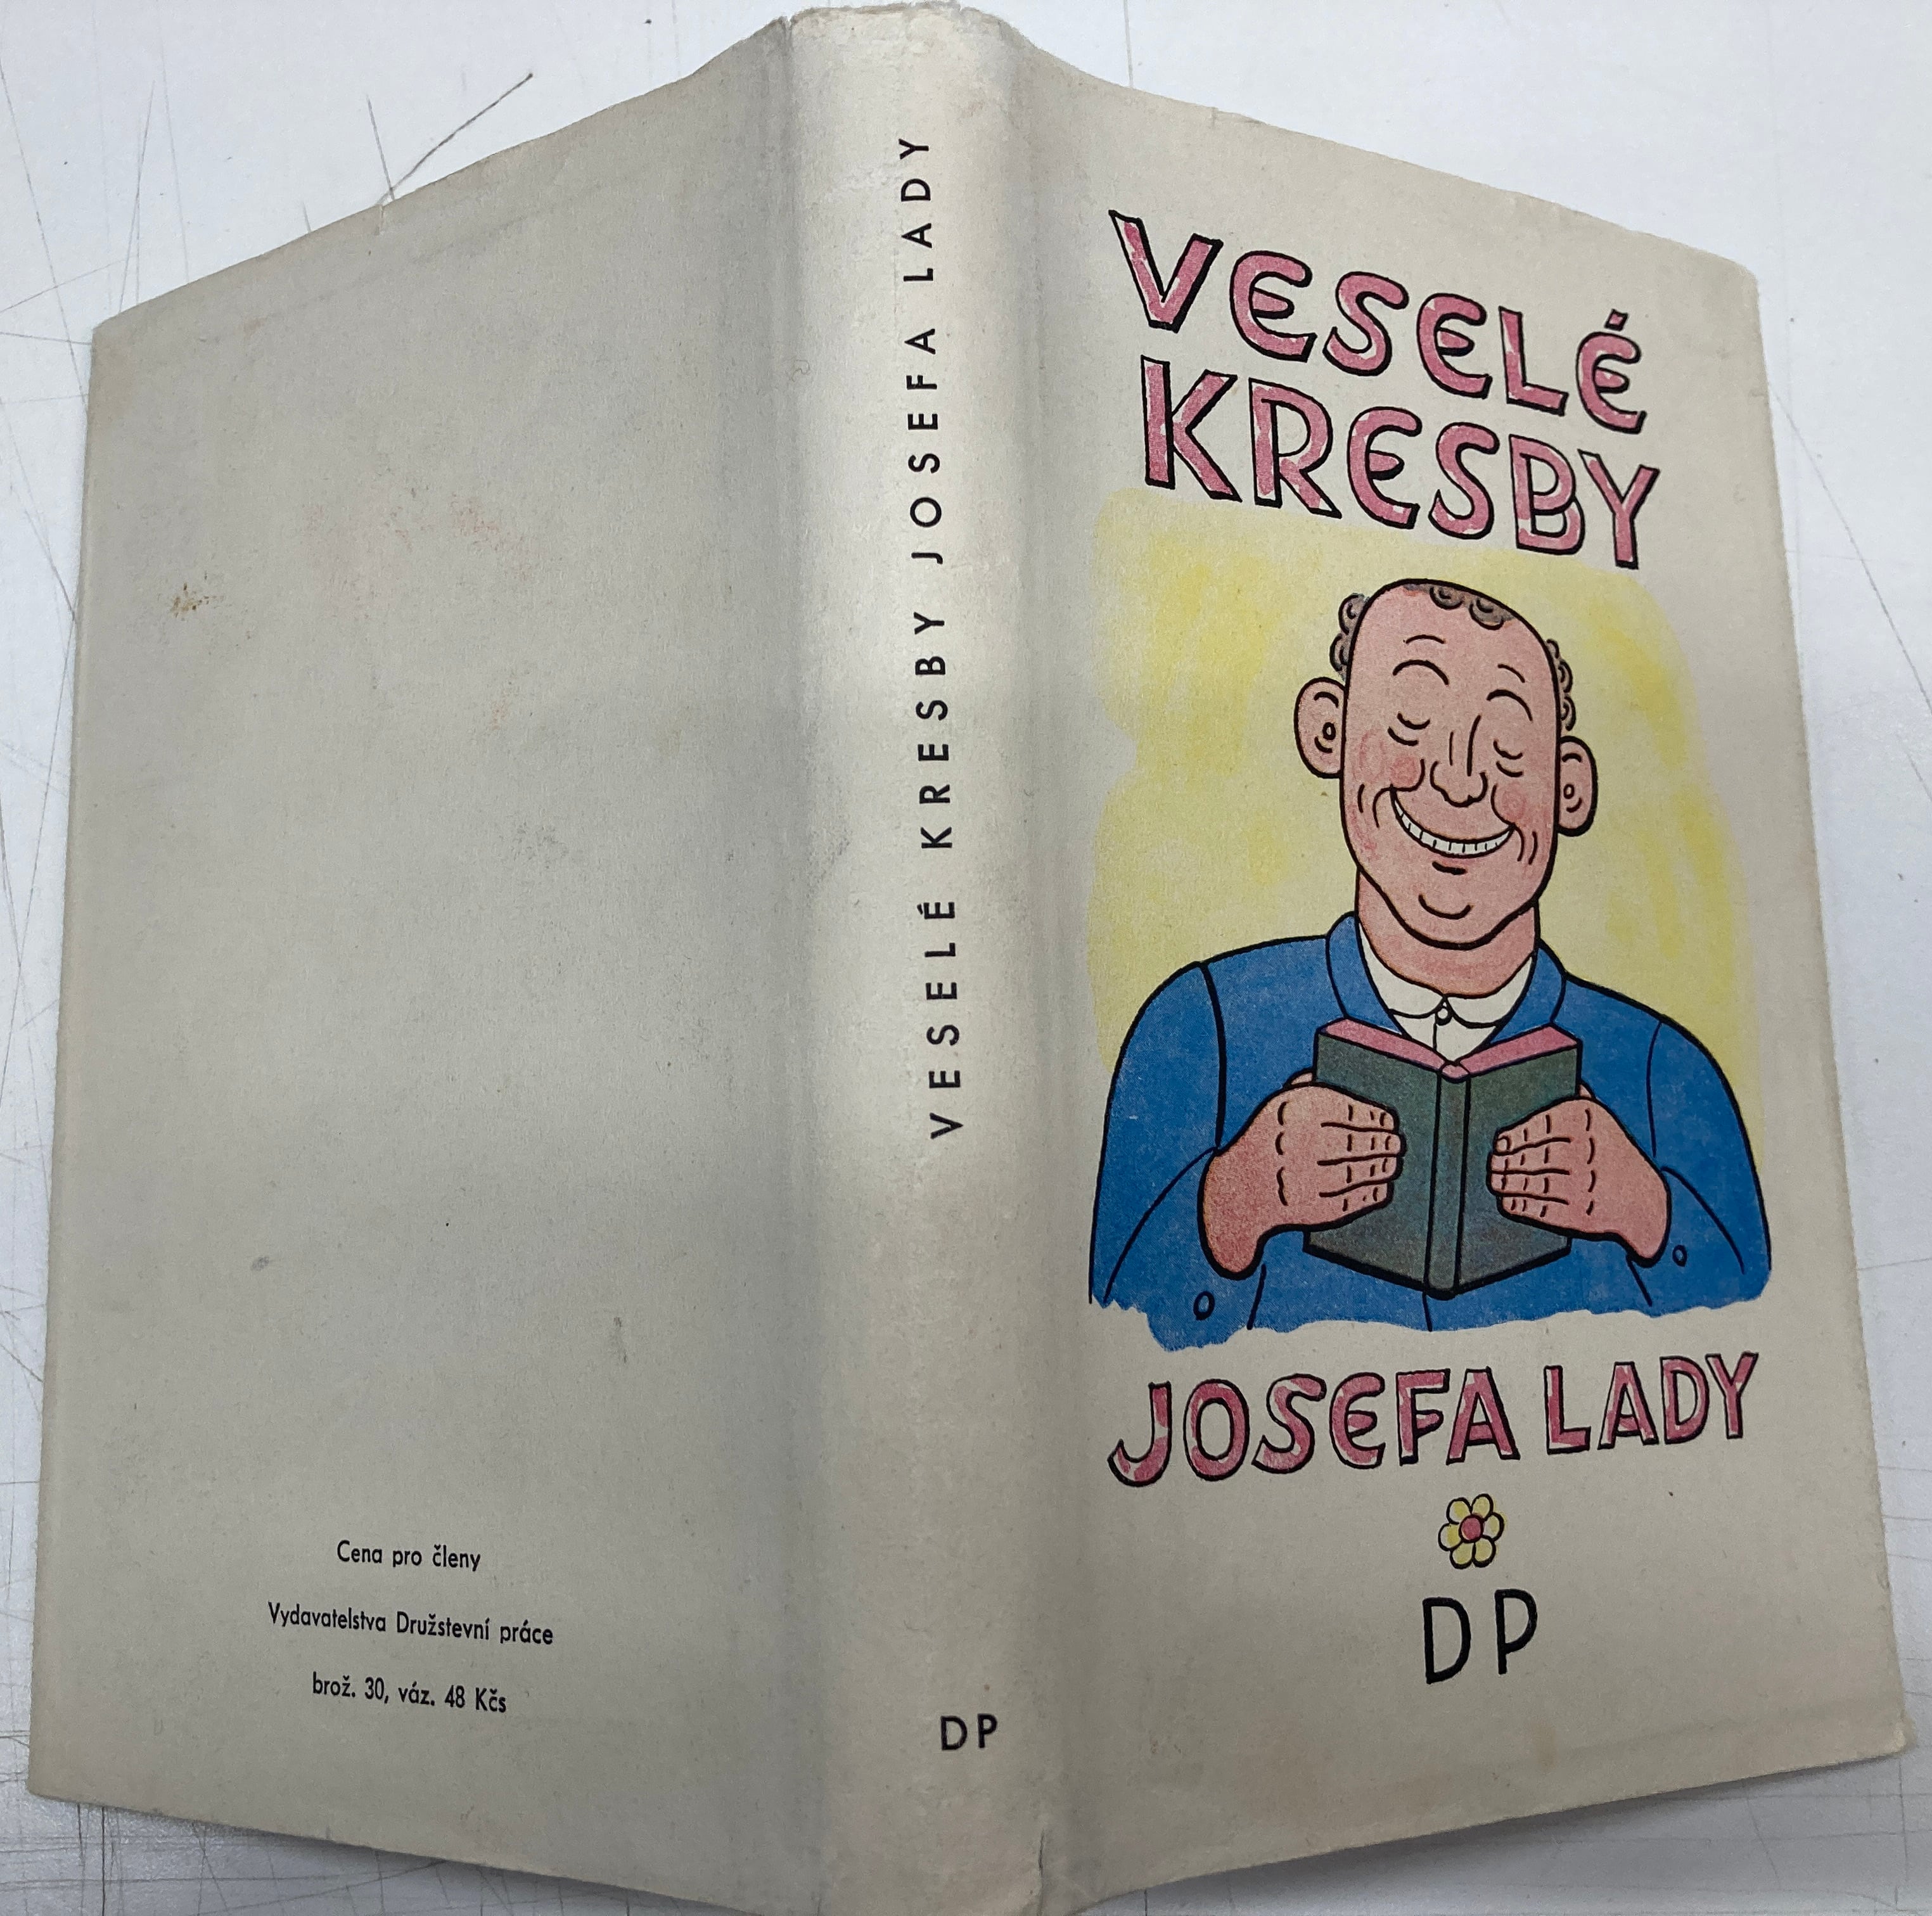 Cena pro členy
Vydavatelstva Družstevní práce
brož. 30, váz. 48 Kčs
VESELÉ KRESBY JOSEFA LADY
DP
VESELÉ
KRESBY
JOSEFA LADY
DP